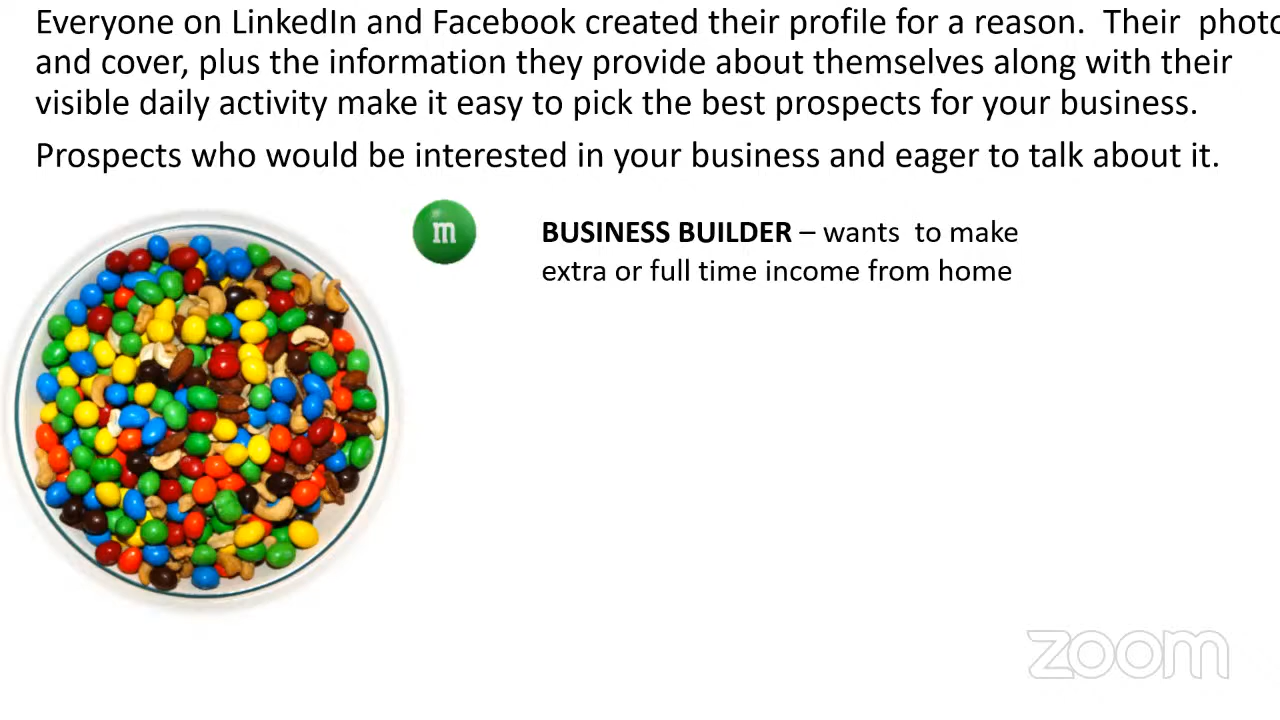 Everyone on LinkedIn and Facebook created their profile for a reason.  Their  photo
and cover, plus the information they provide about themselves along with their
visible daily activity make it easy to pick the best prospects for your business.
Prospects who would be interested in your business and eager to talk about it.
m
BUSINESS BUILDER – wants  to make
extra or full time income from home
zoom